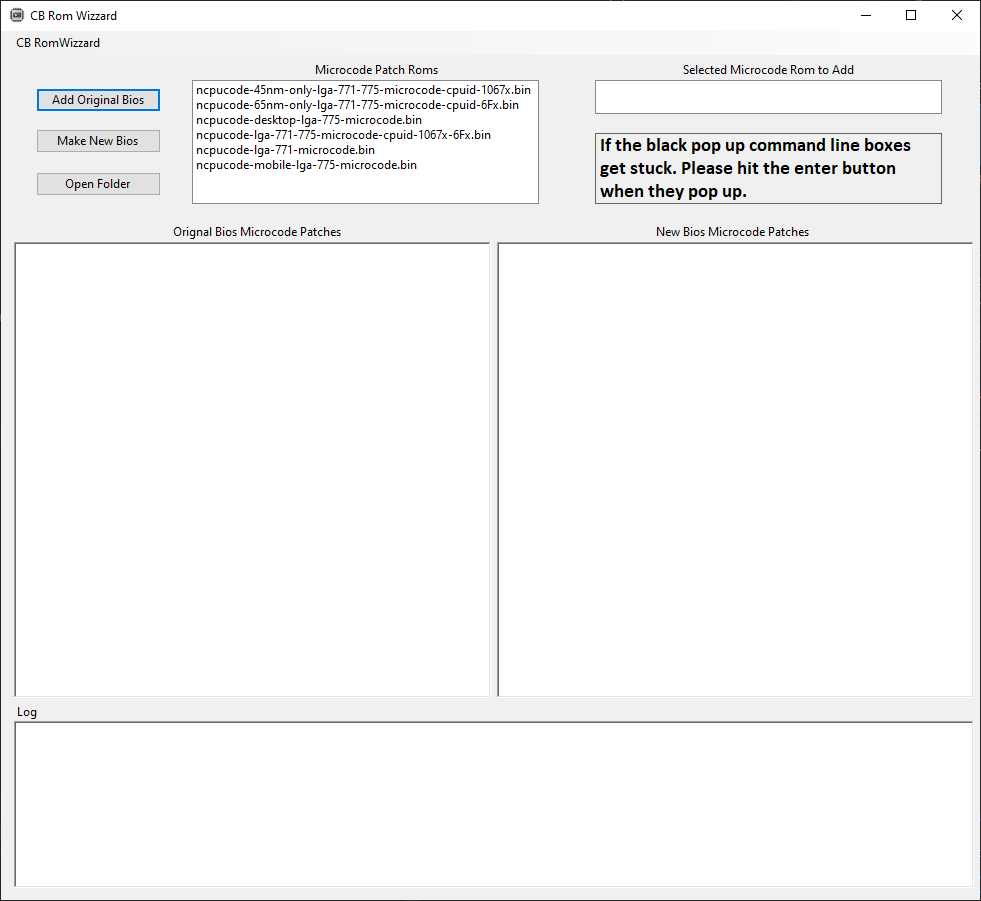 CB Rom Wizzard
CB RomWizzard
Microcode Patch Roms
Selected Microcode Rom to Add
Add Original Bios
Make New Bios
Open Folder
ncpucode-45nm-only-lga-771-775-microcode-cpuid-1067x.bin
ncpucode-65nm-only-lga-771-775-microcode-cpuid-6Fx.bin
ncpucode-desktop-lga-775-microcode.bin
ncpucode-lga-771-775-microcode-cpuid-1067x-6Fx.bin
ncpucode-lga-771-microcode.bin
ncpucode-mobile-lga-775-microcode.bin
If the black pop up command line boxes
get stuck. Please hit the enter button
when they pop up.
Orignal Bios Microcode Patches
New Bios Microcode Patches
Log